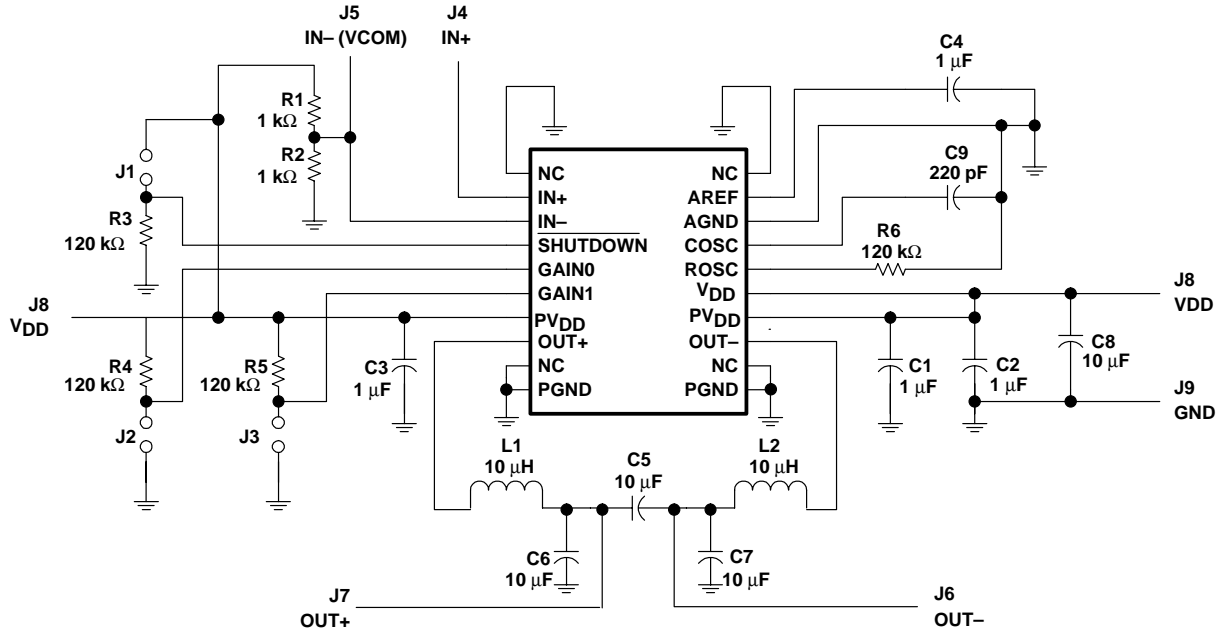 J5
IN– (VCOM)
J4
IN+
C4
1 μF
R1
1 kΩ
R2
1 kΩ
J1
R3
120 kΩ
C9
220 pF
R6
120 kΩ
NC
IN+
IN–
SHUTDOWN
GAIN0
GAIN1
PVDD
OUT+
NC
PGND
NC
AREF
AGND
COSC
ROSC
VDD
PVDD
OUT–
NC
PGND
J8
VDD
J8
VDD
R4
120 kΩ
R5
120 kΩ
C3
1 μF
C1
1 μF
C2
1 μF
C8
10 μF
J9
GND
J2
J3
L1
10 μH
C5
10 μF
L2
10 μH
C6
10 μF
C7
10 μF
J7
OUT+
J6
OUT–